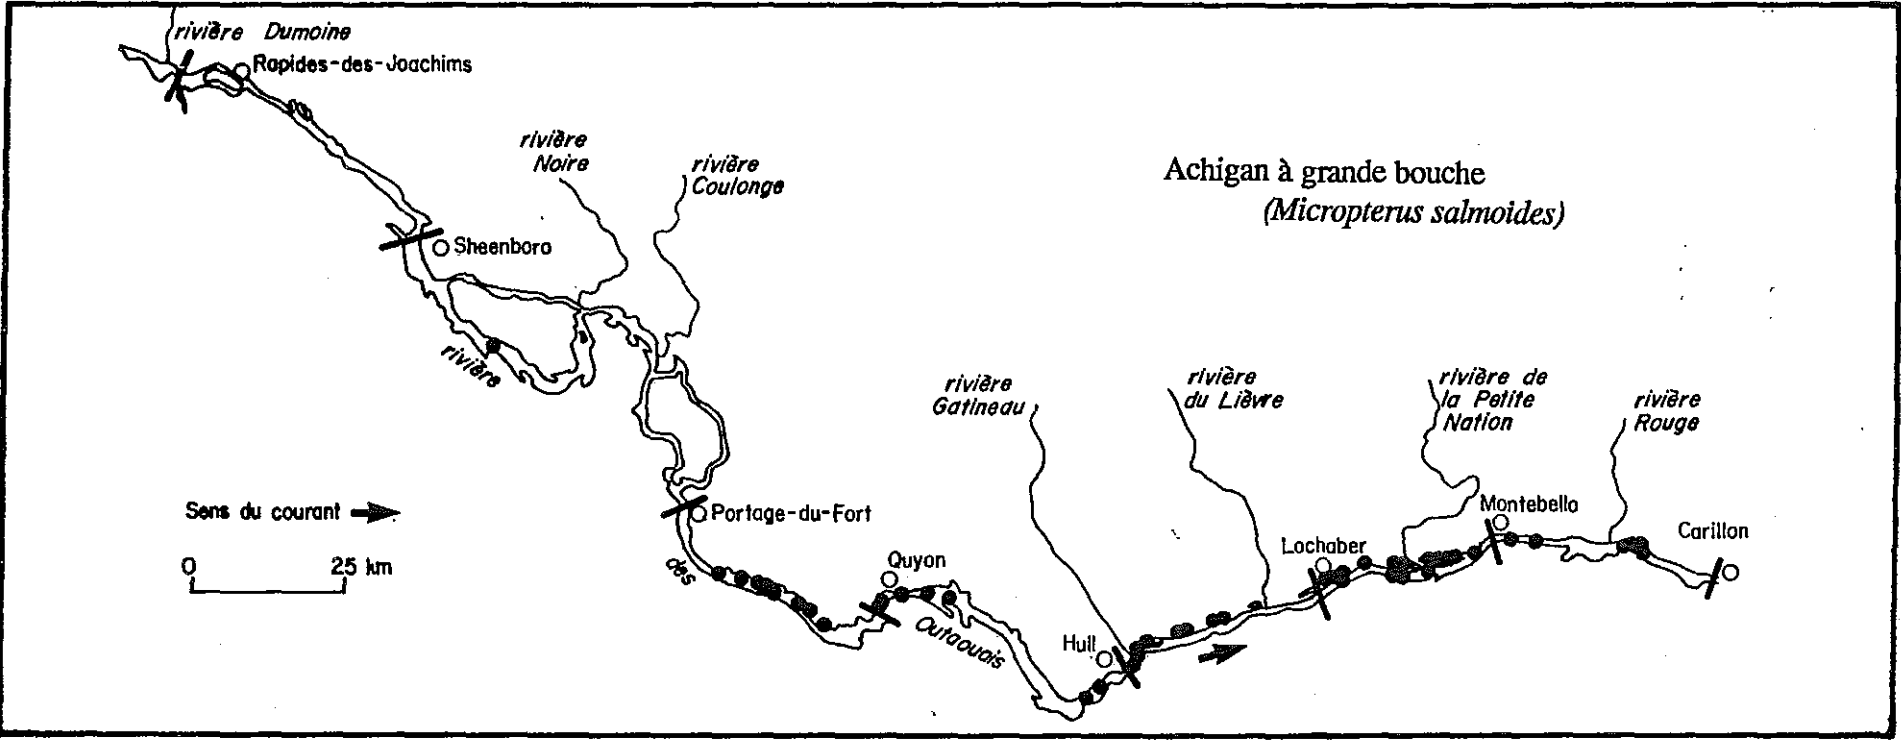 rivière Dumoine
Rapides-des-Joachims
rivière
Noire
rivière
Coulonge
Achigan à grande bouche
(Micropterus salmoides)
Sheenboro
rivière
rivière
Gatineau
rivière
du Lièvre
rivière de
la Petite
Nation
rivière
Rouge
Sens du courant
Portage-du-Fort
Montebello
Carillon
0 25 km
des
Quyon
Lochaber
Outaouais
Hull